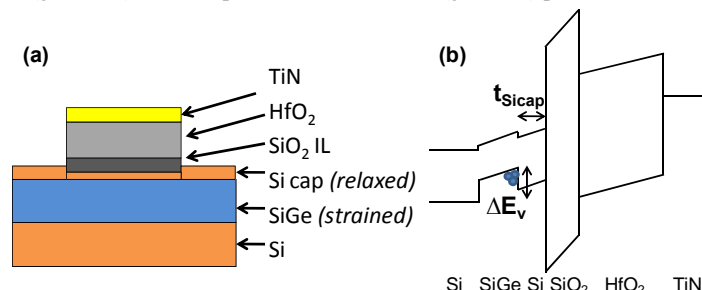 (a)
TiN
HfO₂
SiO₂ IL
Si cap (relaxed)
SiGe (strained)
Si
(b)
tSicap
ΔEv
Si SiGe Si SiO₂ HfO₂ TiN